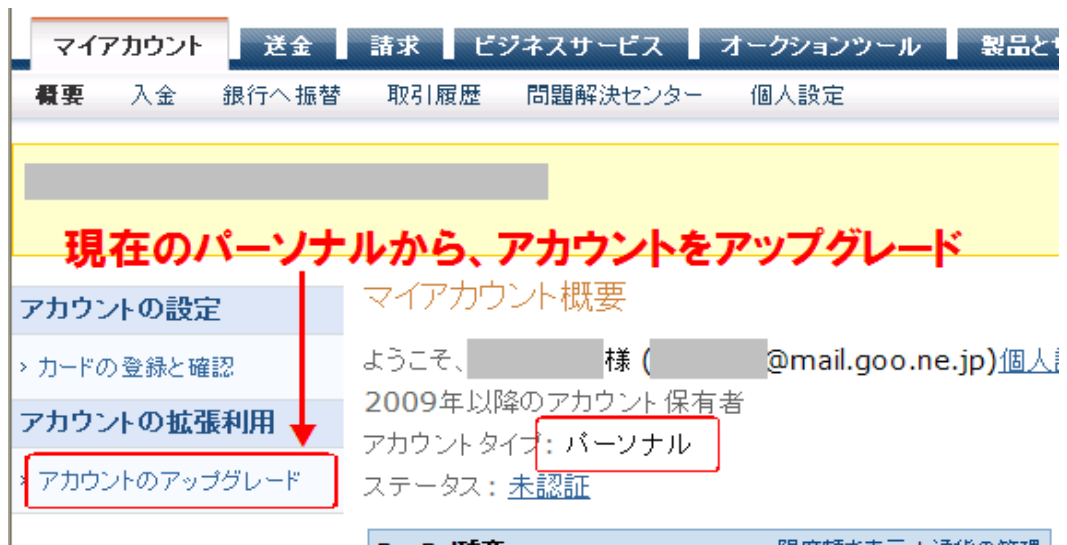 マイアカウント 送金 請求 ビジネスサービス オークションツール 製品と
概要 入金 銀行へ振替 取引履歴 問題解決センター 個人設定
現在のパーソナルから、アカウントをアップグレード
アカウントの設定
› カードの登録と確認
アカウントの拡張利用
› アカウントのアップグレード
マイアカウント概要
ようこそ、 様 ( @mail.goo.ne.jp)個人
2009年以降のアカウント保有者
アカウントタイプ: パーソナル
ステータス: 未認証